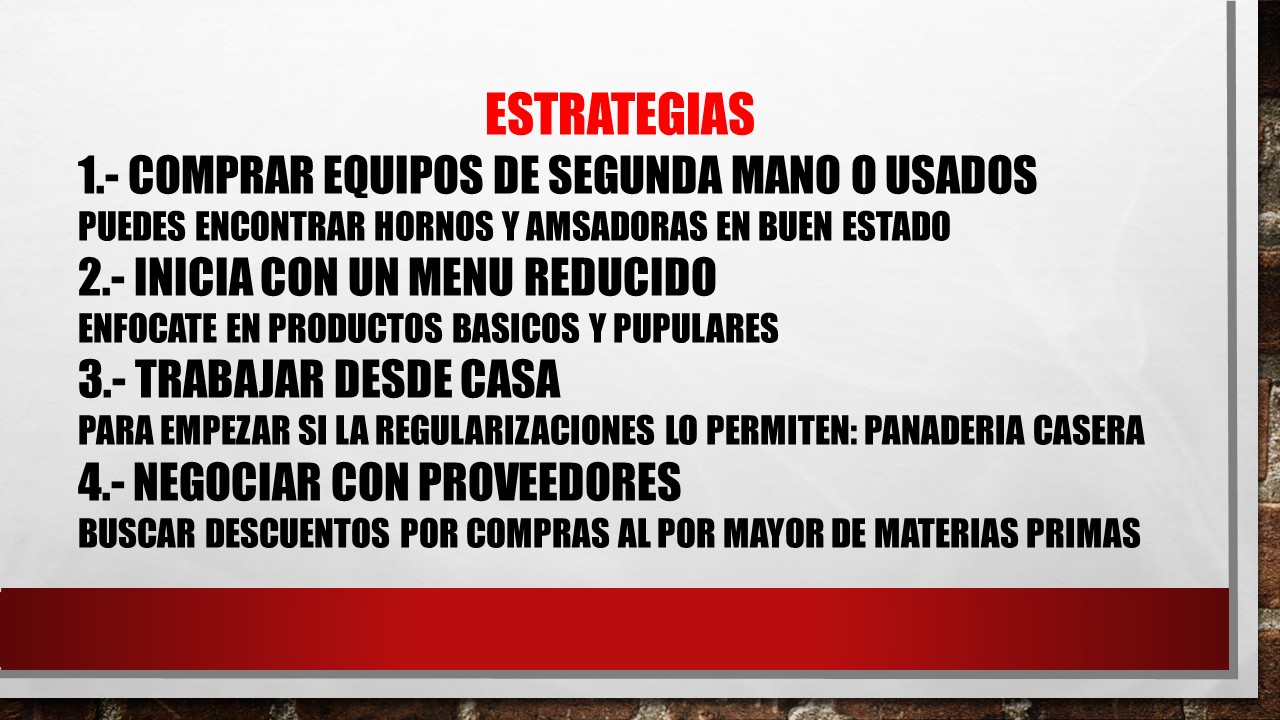 ESTRATEGIAS
1.- COMPRAR EQUIPOS DE SEGUNDA MANO O USADOS
PUEDES ENCONTRAR HORNOS Y AMSADORAS EN BUEN ESTADO
2.- INICIA CON UN MENU REDUCIDO
ENFOCATE EN PRODUCTOS BASICOS Y PUPULARES
3.- TRABAJAR DESDE CASA
PARA EMPEZAR SI LA REGULARIZACIONES LO PERMITEN: PANADERIA CASERA
4.- NEGOCIAR CON PROVEEDORES
BUSCAR DESCUENTOS POR COMPRAS AL POR MAYOR DE MATERIAS PRIMAS